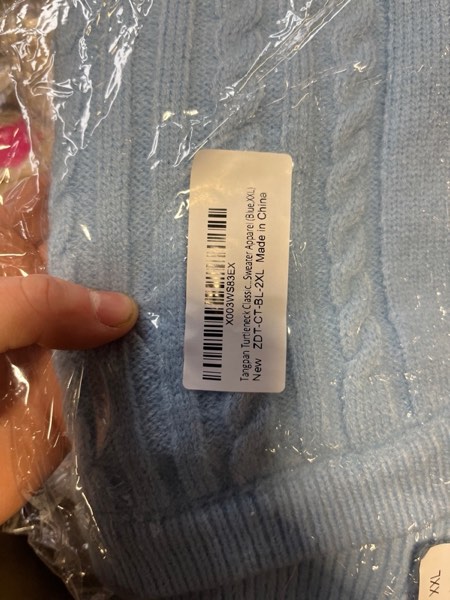 X003WS83EX
Tangpan Turtleneck Classic...Sweater Apparel (Blue,XXL)
New ZDT-CT-BL-2XL Made in China
XXL